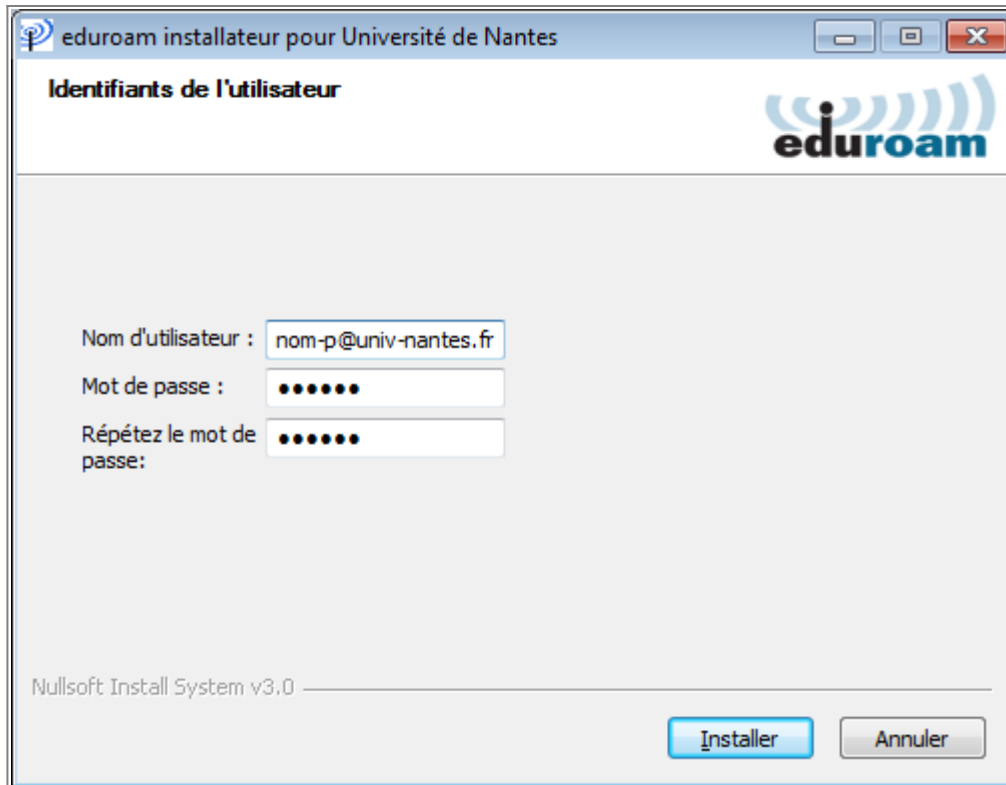 eduroam installateur pour Université de Nantes
Identifiants de l'utilisateur
eduroam
Nom d'utilisateur : nom-p@univ-nantes.fr
Mot de passe : ●●●●●●
Répétez le mot de
passe: ●●●●●●
Nullsoft Install System v3.0
Installer Annuler